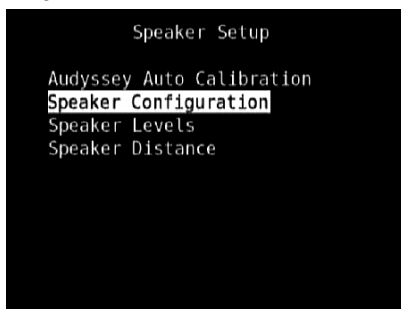 Speaker Setup
Audyssey Auto Calibration
Speaker Configuration
Speaker Levels
Speaker Distance